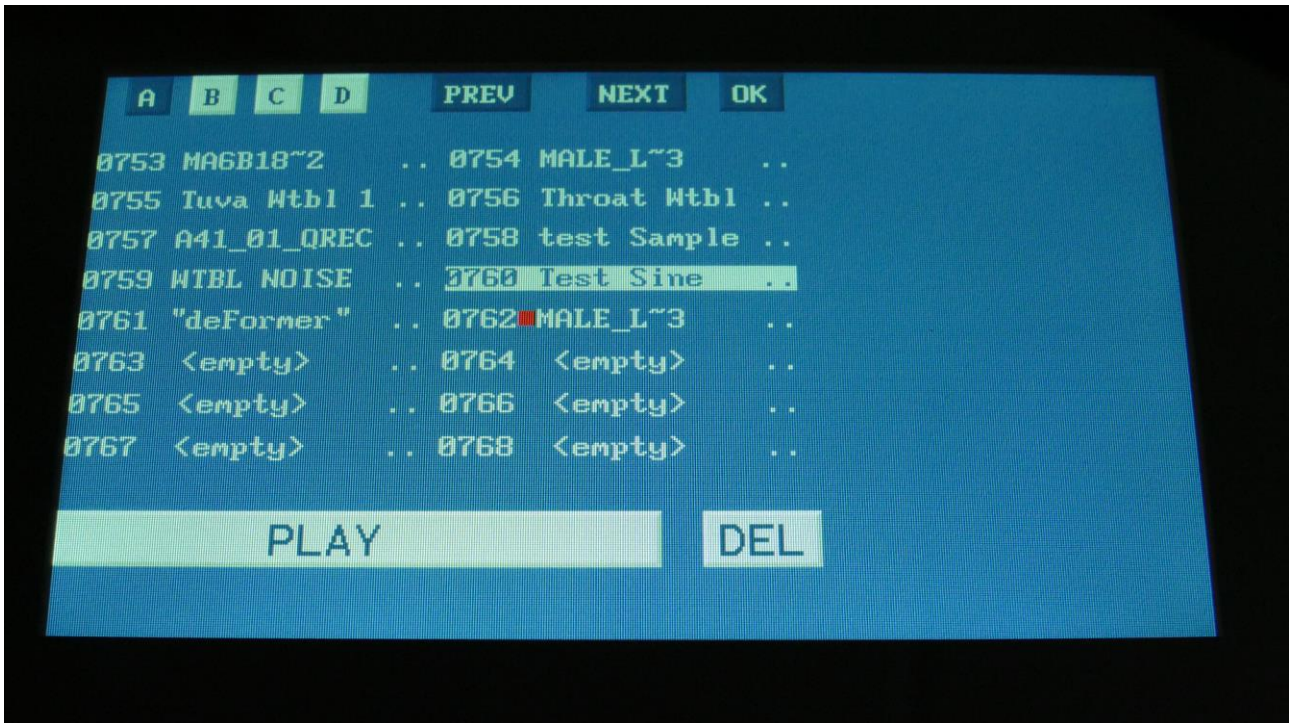 A B C D PREV NEXT OK
0753 MA6B18~2 .. 0754 MALE_L~3 ..
0755 Tuva Wtbl 1 .. 0756 Throat Wtbl ..
0757 A41_01_QREC .. 0758 test Sample ..
0759 WTBL NOISE .. 0760 Test Sine ..
0761 "deFormer" .. 0762 MALE_L~3 ..
0763 <empty> .. 0764 <empty> ..
0765 <empty> .. 0766 <empty> ..
0767 <empty> .. 0768 <empty> ..
PLAY DEL